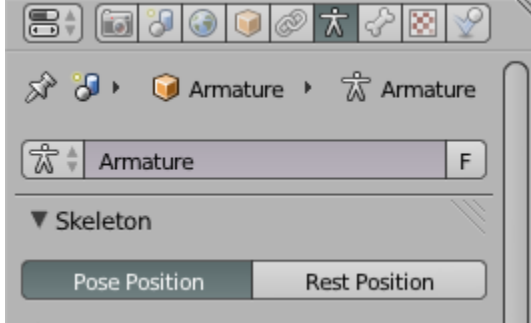 Armature Armature
Armature F
Skeleton
Pose Position Rest Position